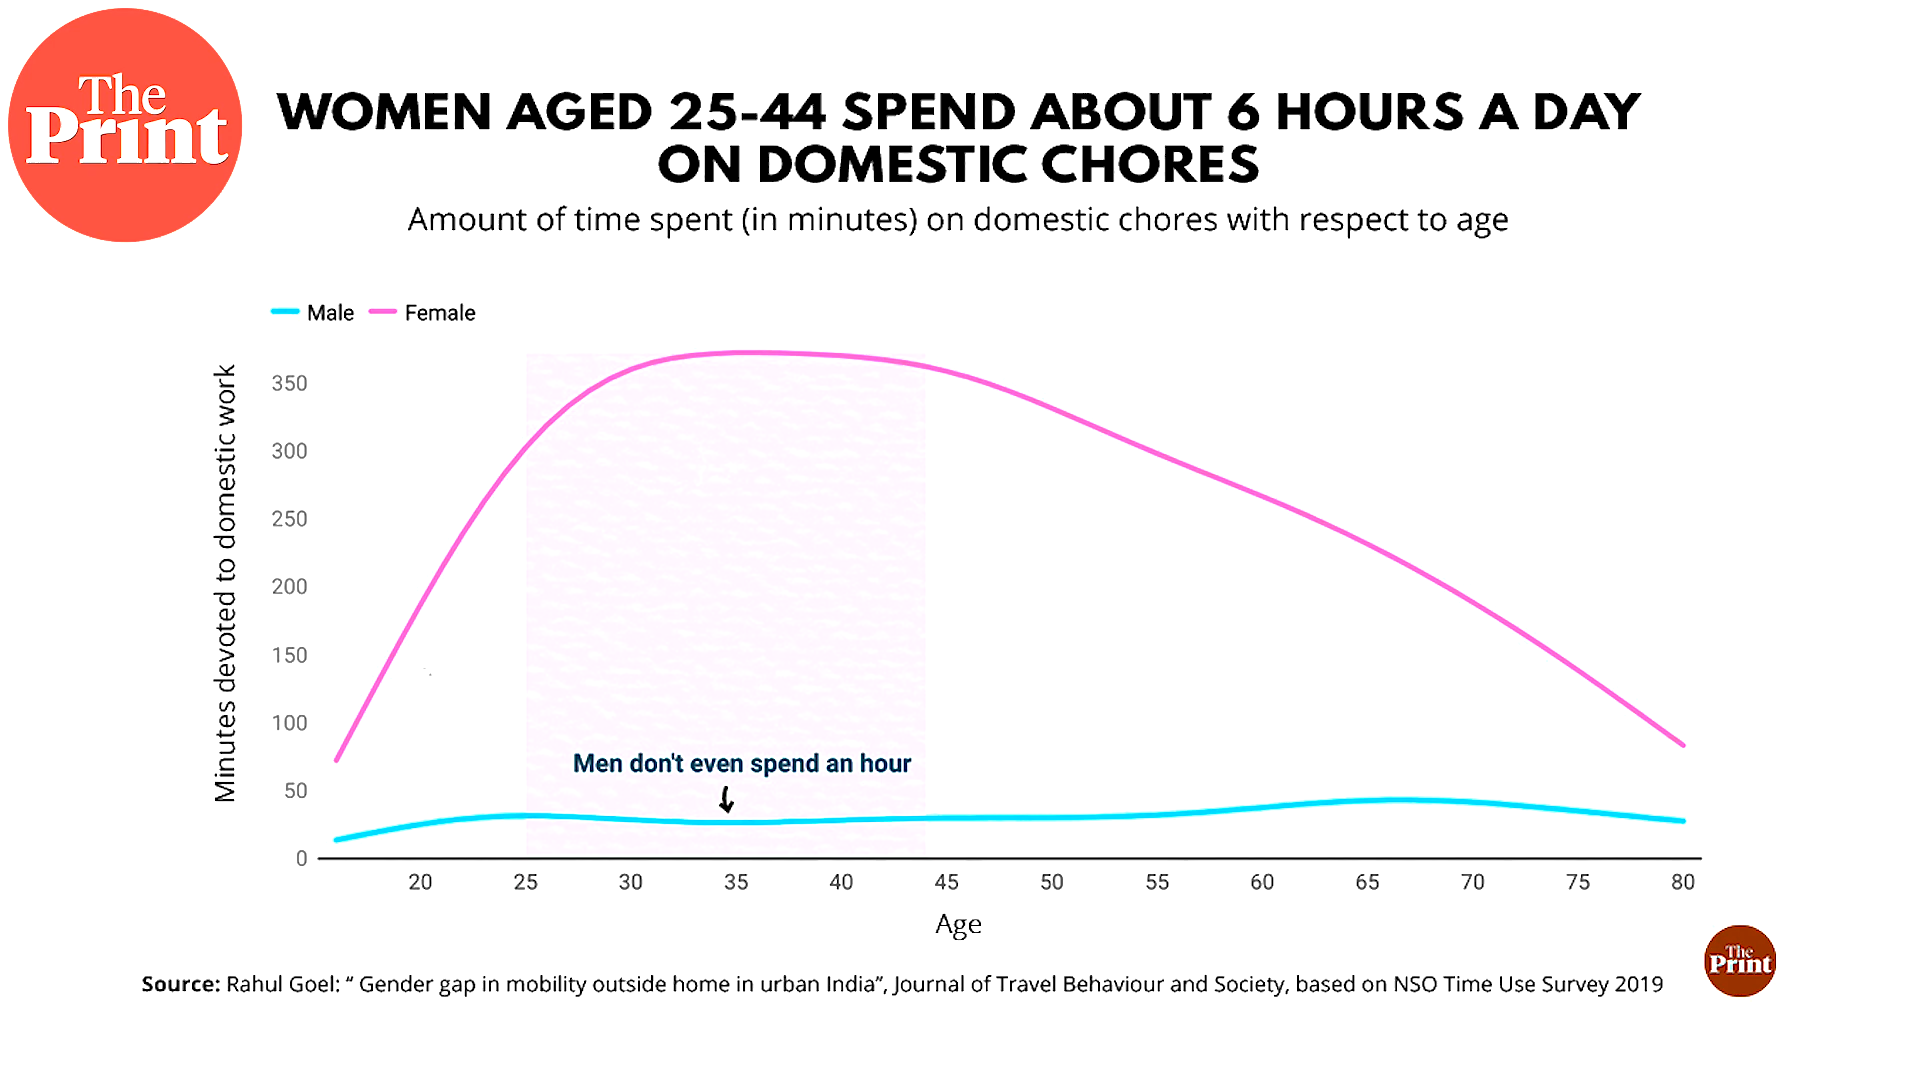 The
Print
WOMEN AGED 25-44 SPEND ABOUT 6 HOURS A DAY
ON DOMESTIC CHORES
Amount of time spent (in minutes) on domestic chores with respect to age
Male Female
Minutes devoted to domestic work
350
300
250
200
150
100
50
0
Men don't even spend an hour
20 25 30 35 40 45 50 55 60 65 70 75 80
Age
The
Print
Source: Rahul Goel: “ Gender gap in mobility outside home in urban India”, Journal of Travel Behaviour and Society, based on NSO Time Use Survey 2019